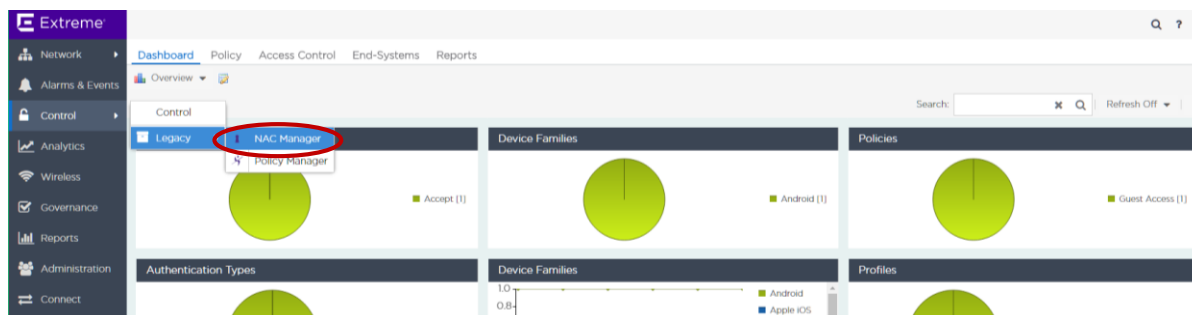 Extreme
?
Network
Dashboard Policy Access Control End-Systems Reports
Alarms & Events
Overview
Control
Control
Search:
Refresh Off
Legacy
NAC Manager
Device Families
Policies
Analytics
Policy Manager
Wireless
Accept [1]
Android [1]
Guest Access [1]
Governance
Reports
Administration
Authentication Types
Device Families
Profiles
1.0
Android
Connect
0.8
Apple iOS